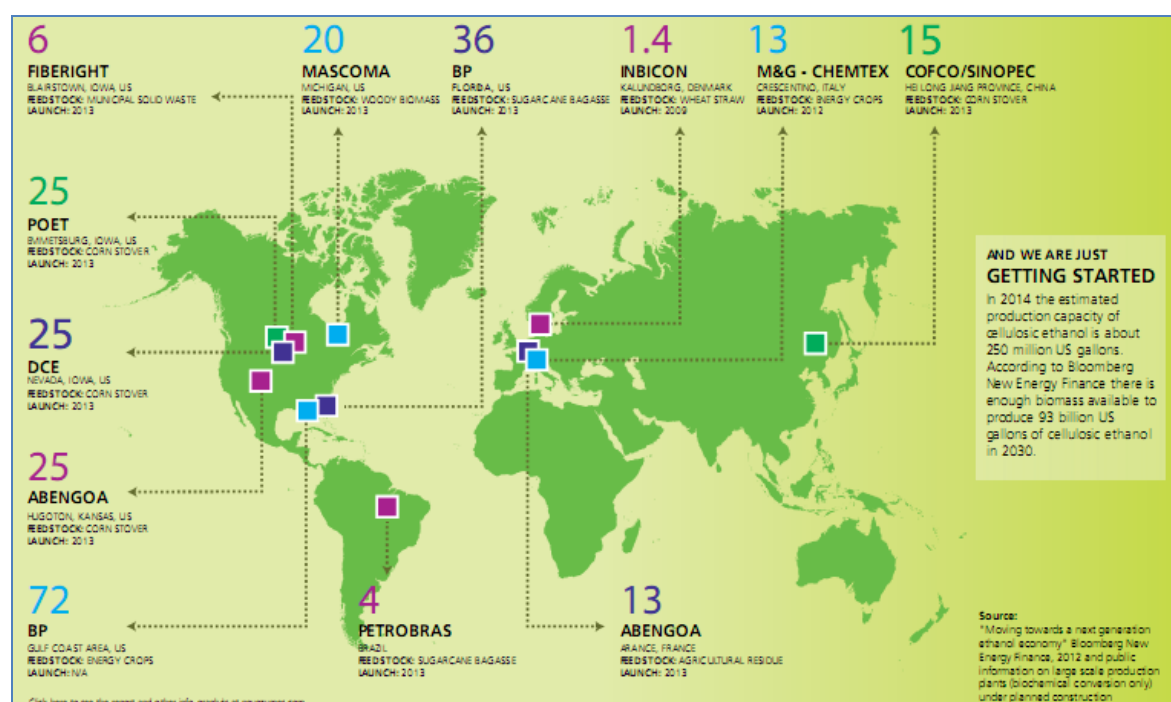 6
FIBERIGHT
BLAIRSTOWN, IOWA, US
FEEDSTOCK: MUNICIPAL SOLID WASTE
LAUNCH: 2013
20
MASCOMA
MICHIGAN, US
FEEDSTOCK: WOODY BIOMASS
LAUNCH: 2013
36
BP
FLORIDA, US
FEEDSTOCK: SUGARCANE BAGASSE
LAUNCH: 2013
1.4
INBICON
KALUNDBORG, DENMARK
FEEDSTOCK: WHEAT STRAW
LAUNCH: 2009
13
M&G - CHEMTEX
CRESCENTINO, ITALY
FEEDSTOCK: ENERGY CROPS
LAUNCH: 2012
15
COFCO/SINOPEC
HEI LONG JIANG PROVINCE, CHINA
FEEDSTOCK: CORN STOVER
LAUNCH: 2013
25
POET
EMMETSBURG, IOWA, US
FEEDSTOCK: CORN STOVER
LAUNCH: 2013
25
DCE
NEVADA, IOWA, US
FEEDSTOCK: CORN STOVER
LAUNCH: 2013
25
ABENGOA
HUGOTON, KANSAS, US
FEEDSTOCK: CORN STOVER
LAUNCH: 2013
72
BP
GULF COAST AREA, US
FEEDSTOCK: ENERGY CROPS
LAUNCH: N/A
4
PETROBRAS
BRAZIL
FEEDSTOCK: SUGARCANE BAGASSE
LAUNCH: 2013
13
ABENGOA
ARANCE, FRANCE
FEEDSTOCK: AGRICULTURAL RESIDUE
LAUNCH: 2013
AND WE ARE JUST
GETTING STARTED
In 2014 the estimated
production capacity of
cellulosic ethanol is about
250 million US gallons.
According to Bloomberg
New Energy Finance there is
enough biomass available to
produce 93 billion US
gallons of cellulosic ethanol
in 2030.
Source:
"Moving towards a next generation
ethanol economy" Bloomberg New
Energy Finance, 2012 and public
information on large scale production
plants (biochemical conversion only)
under planned construction